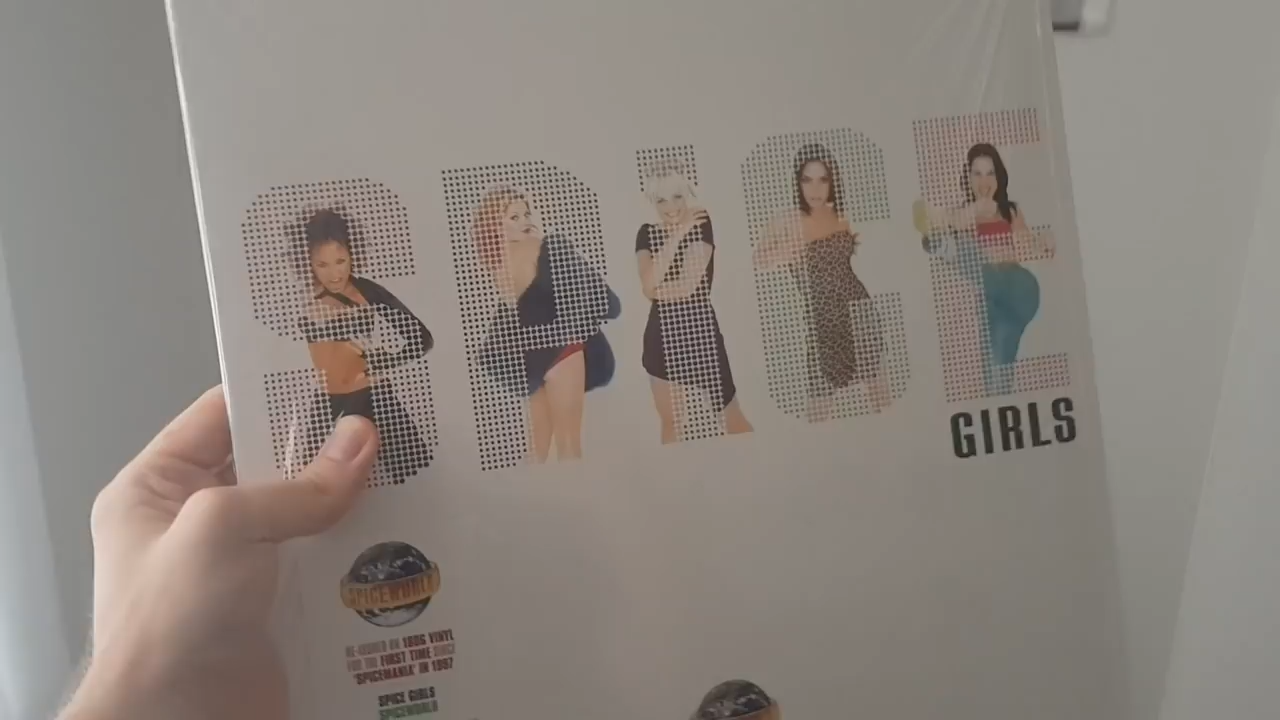 SPICE
GIRLS
SPICEWORLD
RE-ISSUED ON 180G VINYL
FOR THE FIRST TIME SINCE
'SPICEMANIA' IN 1997
SPICE GIRLS
SPICEWORLD